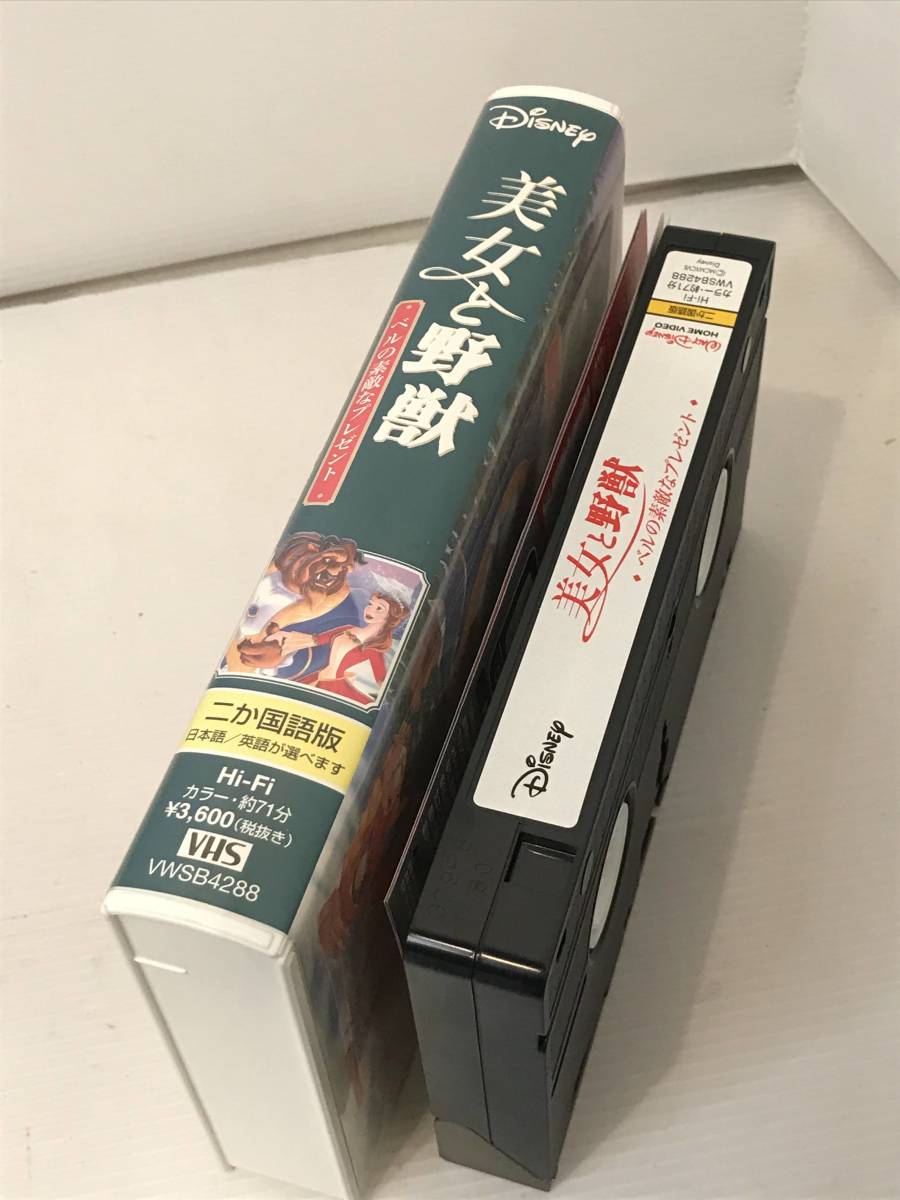 Disney
美女と野獣
・ベルの素敵なプレゼント・
二か国語版
日本語/英語が選べます
Hi-Fi
カラー・約71分
¥3,600(税抜き)
VHS
VWSB4288
Disney
美女と野獣
◆ベルの素敵なプレゼント◆
WALT DISNEY
HOME VIDEO
二か国語版
Hi-Fi
カラー・約71分
VWSB4288
©MCMXCVII
Disney